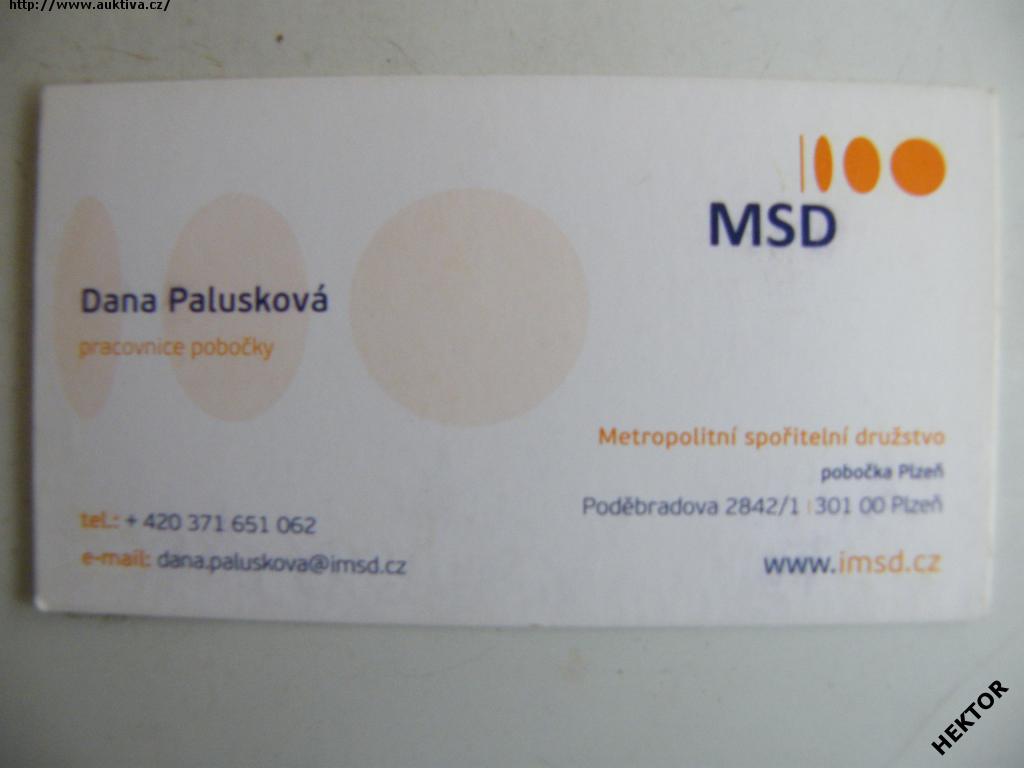 http://www.auktiva.cz/
MSD
Dana Palusková
pracovnice pobočky
Metropolitní spořitelní družstvo
pobočka Plzeň
Poděbradova 2842/1 | 301 00 Plzeň
tel.: + 420 371 651 062
e-mail: dana.paluskova@imsd.cz
www.imsd.cz
HEKTOR